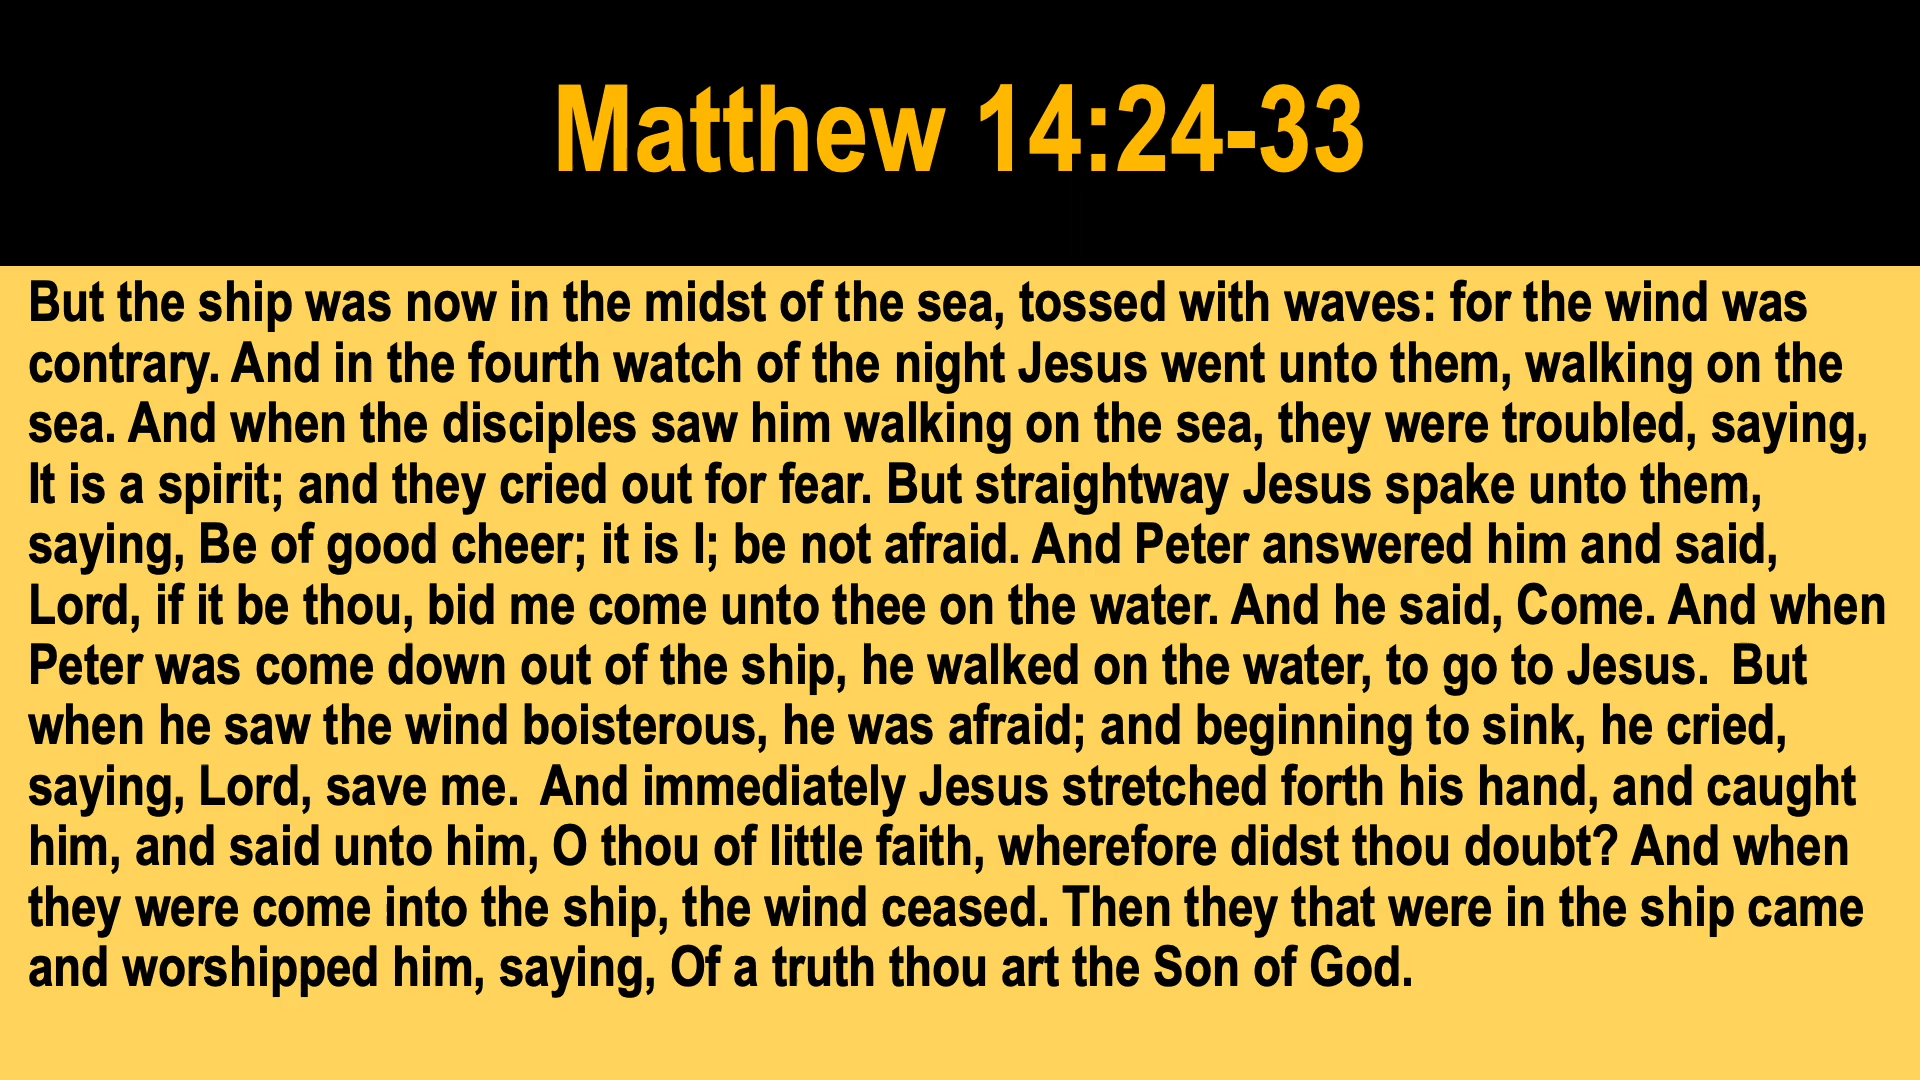 Matthew 14:24-33
But the ship was now in the midst of the sea, tossed with waves: for the wind was
contrary. And in the fourth watch of the night Jesus went unto them, walking on the
sea. And when the disciples saw him walking on the sea, they were troubled, saying,
It is a spirit; and they cried out for fear. But straightway Jesus spake unto them,
saying, Be of good cheer; it is I; be not afraid. And Peter answered him and said,
Lord, if it be thou, bid me come unto thee on the water. And he said, Come. And when
Peter was come down out of the ship, he walked on the water, to go to Jesus.  But
when he saw the wind boisterous, he was afraid; and beginning to sink, he cried,
saying, Lord, save me.  And immediately Jesus stretched forth his hand, and caught
him, and said unto him, O thou of little faith, wherefore didst thou doubt? And when
they were come into the ship, the wind ceased. Then they that were in the ship came
and worshipped him, saying, Of a truth thou art the Son of God.